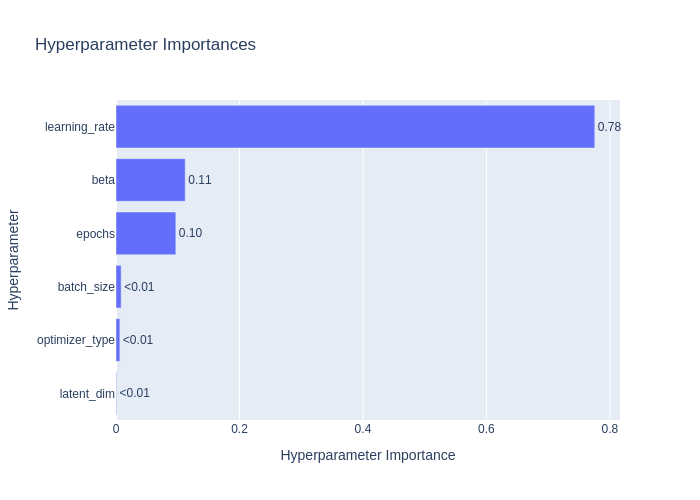 Hyperparameter Importances
learning_rate 0.78
beta 0.11
epochs 0.10
batch_size <0.01
optimizer_type <0.01
latent_dim <0.01
0 0.2 0.4 0.6 0.8
Hyperparameter Importance
Hyperparameter